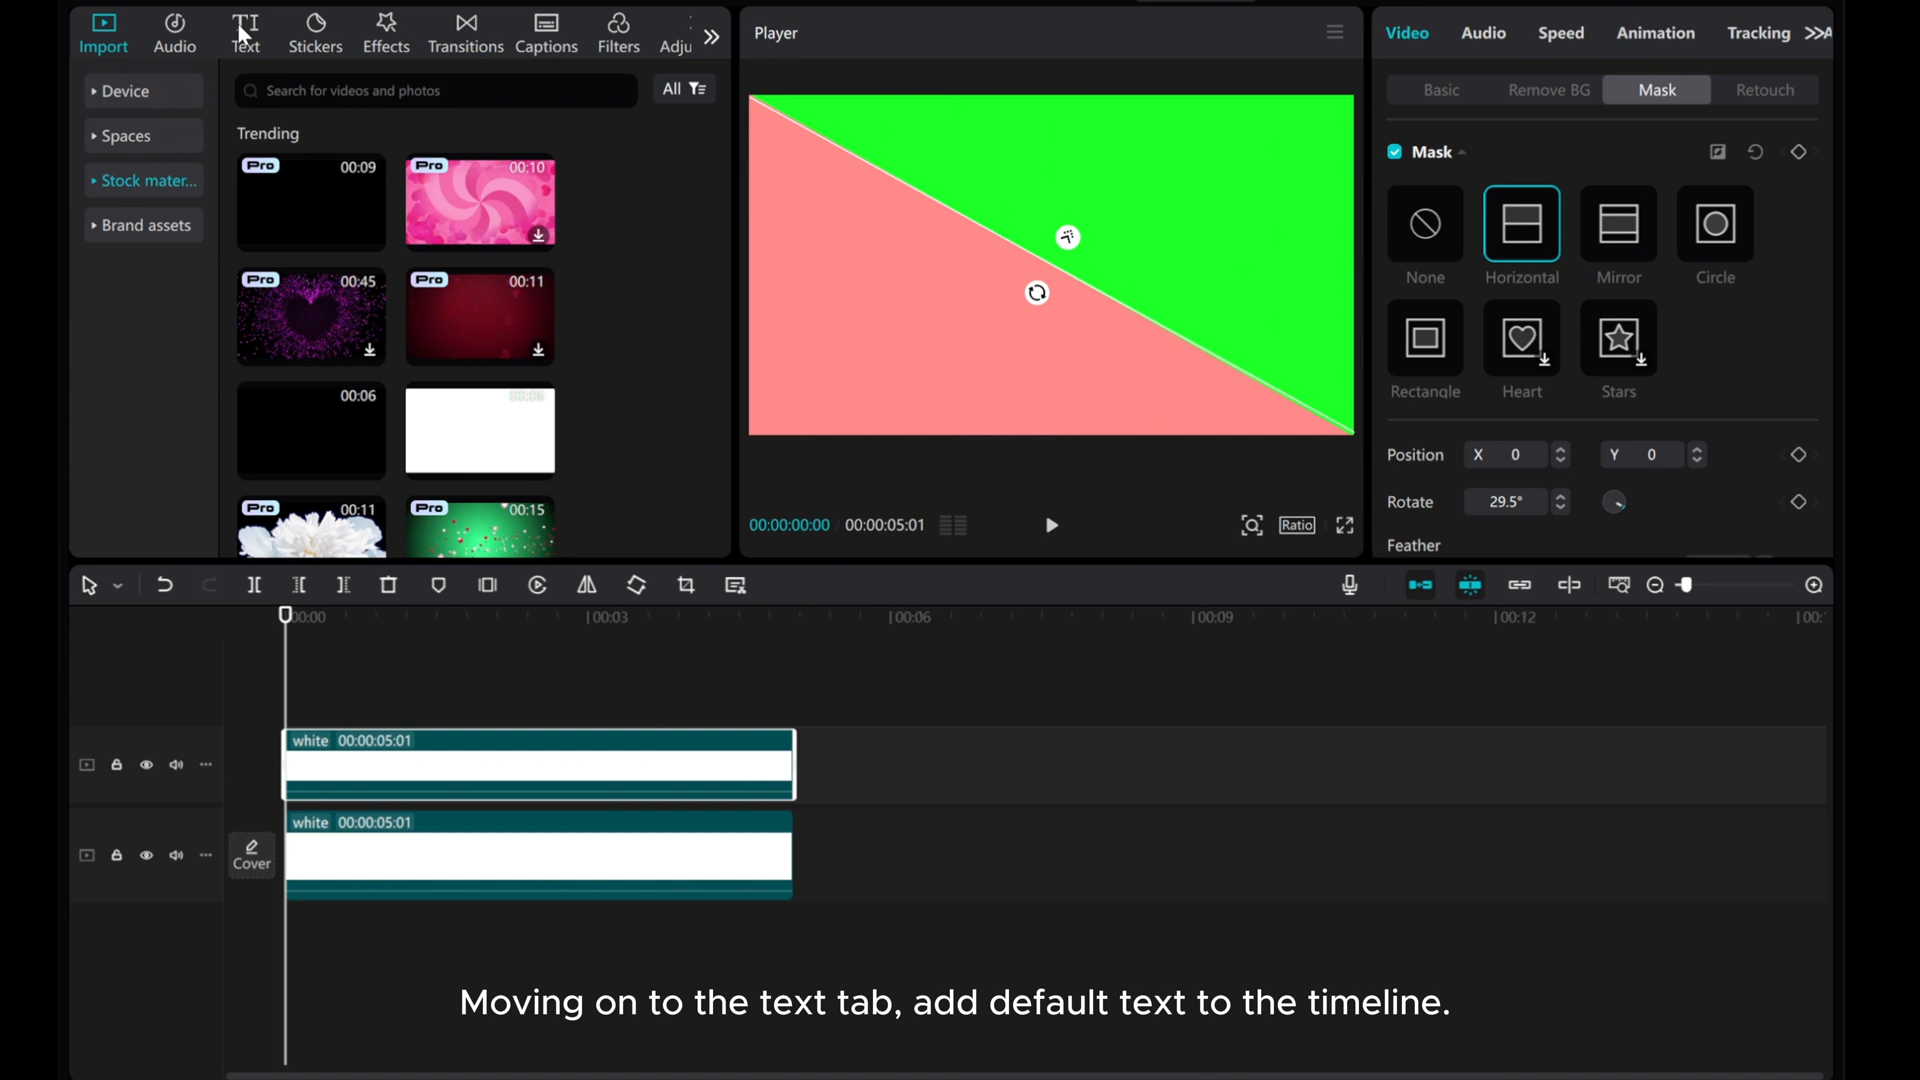 Import
Audio
Text
Stickers
Effects
Transitions
Captions
Filters
Adju
Device
Spaces
Stock mater...
Brand assets
Search for videos and photos
All
Trending
Pro 00:09
Pro 00:10
Pro 00:45
Pro 00:11
00:06
00:06
Pro 00:11
Pro 00:15
Player
00:00:00:00
00:00:05:01
Ratio
Video
Audio
Speed
Animation
Tracking
A
Basic
Remove BG
Mask
Retouch
Mask
None
Horizontal
Mirror
Circle
Rectangle
Heart
Stars
Position X 0 Y 0
Rotate 29.5°
Feather
00:00
00:03
00:06
00:09
00:12
00:
white 00:00:05:01
white 00:00:05:01
Cover
Moving on to the text tab, add default text to the timeline.